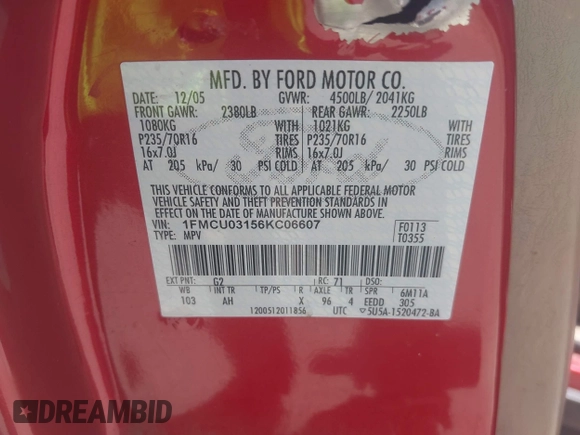 MFD. BY FORD MOTOR CO.
DATE: 12/05 GVWR: 4500LB/ 2041KG
FRONT GAWR: 2380LB REAR GAWR: 2250LB
1080KG WITH 1021KG WITH
P235/70R16 TIRES P235/70R16 TIRES
16x7.0J RIMS 16x7.0J RIMS
AT 205 kPa/ 30 PSI COLD AT 205 kPa/ 30 PSI COLD
THIS VEHICLE CONFORMS TO ALL APPLICABLE FEDERAL MOTOR
VEHICLE SAFETY AND THEFT PREVENTION STANDARDS IN
EFFECT ON THE DATE OF MANUFACTURE SHOWN ABOVE.
VIN: 1FMCU03156KC06607 F0113
TYPE: MPV T0355
EXT PNT: G2 RC: 71 DSO:
WB INT TR TP/PS R AXLE TR SPR 6M11A
103 AH X 96 4 EEDD 305
1200512011856 UTC 5U5A-1520472-BA
DREAMBID